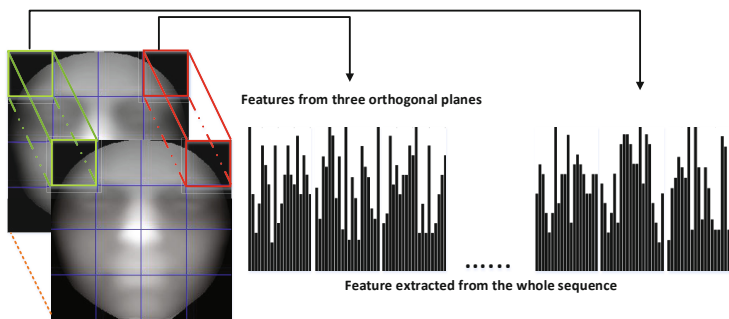 Features from three orthogonal planes
......
Feature extracted from the whole sequence